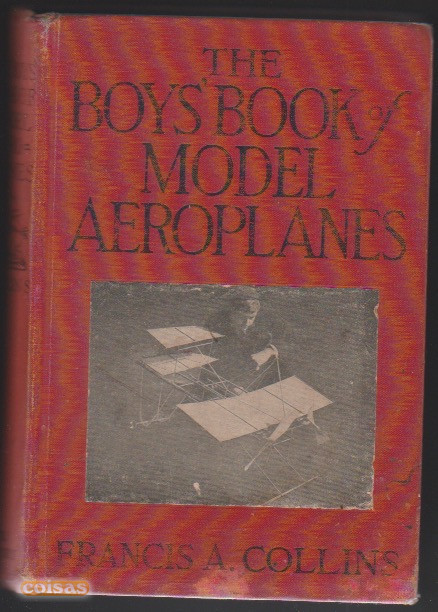 THE
BOYS' BOOK of
MODEL
AEROPLANES
FRANCIS A. COLLINS
coisas